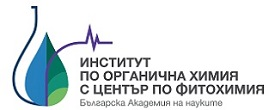 ИНСТИТУТ
ПО ОРГАНИЧНА ХИМИЯ
С ЦЕНТЪР ПО ФИТОХИМИЯ
Българска Академия на науките